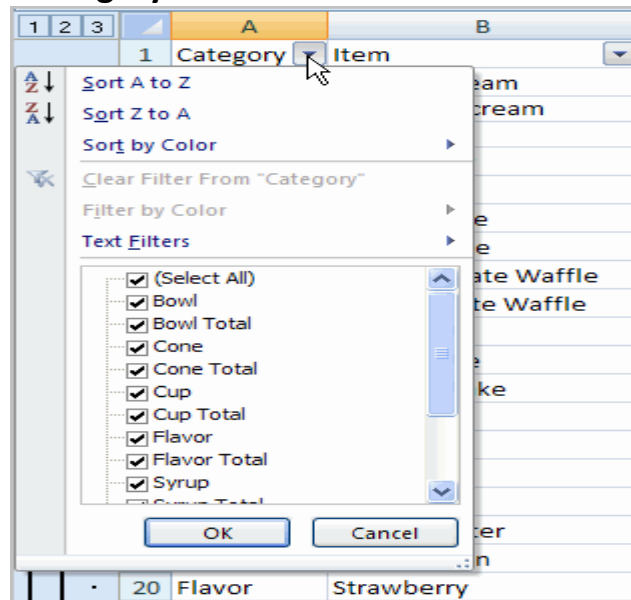 1 2 3 A B
1 Category Item
Sort A to Z
Sort Z to A
Sort by Color
Clear Filter From "Category"
Filter by Color
Text Filters
(Select All)
Bowl
Bowl Total
Cone
Cone Total
Cup
Cup Total
Flavor
Flavor Total
Syrup
Syrup Total
OK Cancel
eam
cream
e
e
ate Waffle
te Waffle
e
ke
ter
n
20 Flavor Strawberry